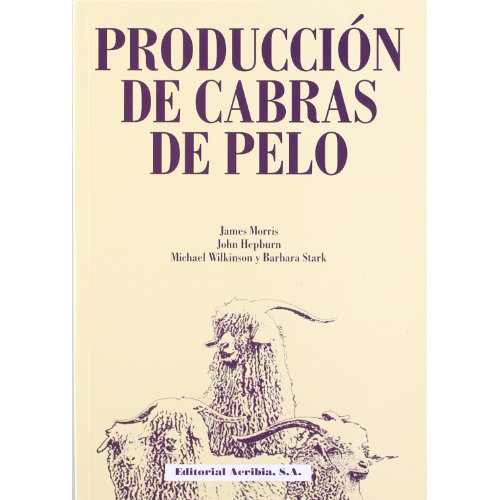 PRODUCCIÓN
DE CABRAS
DE PELO
James Morris
John Hepburn
Michael Wilkinson y Barbara Stark
Editorial Acribia, S.A.